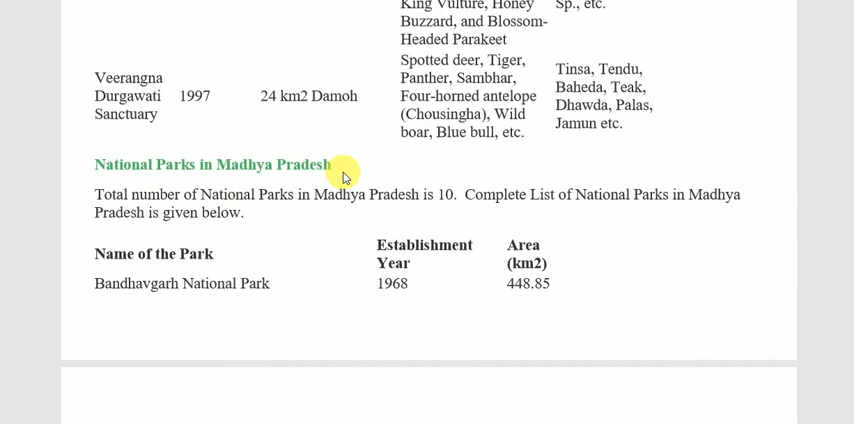 King Vulture, Honey Sp., etc.
Buzzard, and Blossom-
Headed Parakeet
Veerangna Durgawati Sanctuary 1997 24 km2 Damoh
Spotted deer, Tiger,
Panther, Sambhar,
Four-horned antelope
(Chousingha), Wild
boar, Blue bull, etc.
Tinsa, Tendu,
Baheda, Teak,
Dhawda, Palas,
Jamun etc.
National Parks in Madhya Pradesh
Total number of National Parks in Madhya Pradesh is 10.  Complete List of National Parks in Madhya
Pradesh is given below.
Name of the Park
Establishment
Year
Area
(km2)
Bandhavgarh National Park 1968 448.85